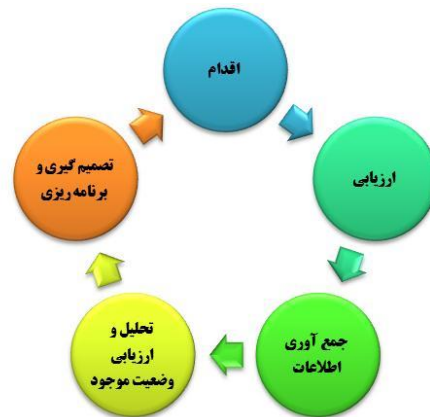 اقدام
ارزیابی
جمع آوری
اطلاعات
تحلیل و
ارزیابی
وضعیت موجود
تصمیم گیری و
برنامه ریزی